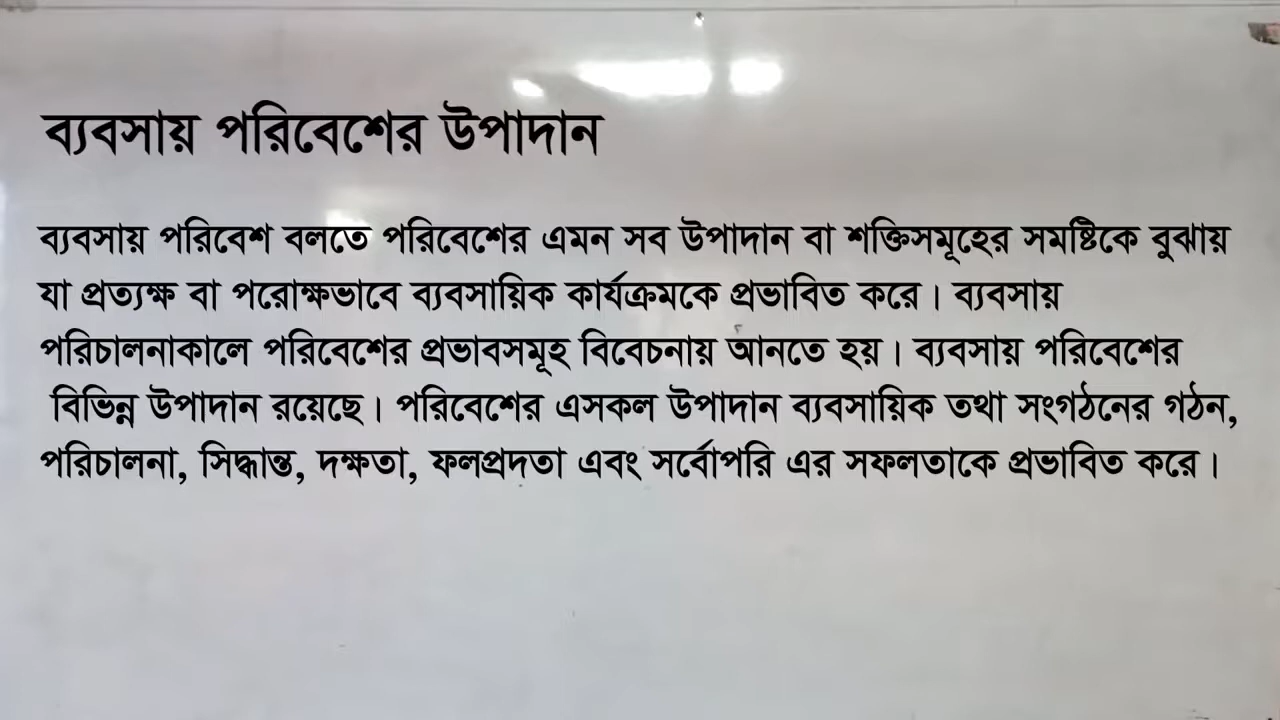 ব্যবসায় পরিবেশের উপাদান
ব্যবসায় পরিবেশ বলতে পরিবেশের এমন সব উপাদান বা শক্তিসমূহের সমষ্টিকে বুঝায়
যা প্রত্যক্ষ বা পরোক্ষভাবে ব্যবসায়িক কার্যক্রমকে প্রভাবিত করে। ব্যবসায়
পরিচালনাকালে পরিবেশের প্রভাবসমূহ বিবেচনায় আনতে হয়। ব্যবসায় পরিবেশের
বিভিন্ন উপাদান রয়েছে। পরিবেশের এসকল উপাদান ব্যবসায়িক তথা সংগঠনের গঠন,
পরিচালনা, সিদ্ধান্ত, দক্ষতা, ফলপ্রদতা এবং সর্বোপরি এর সফলতাকে প্রভাবিত করে।